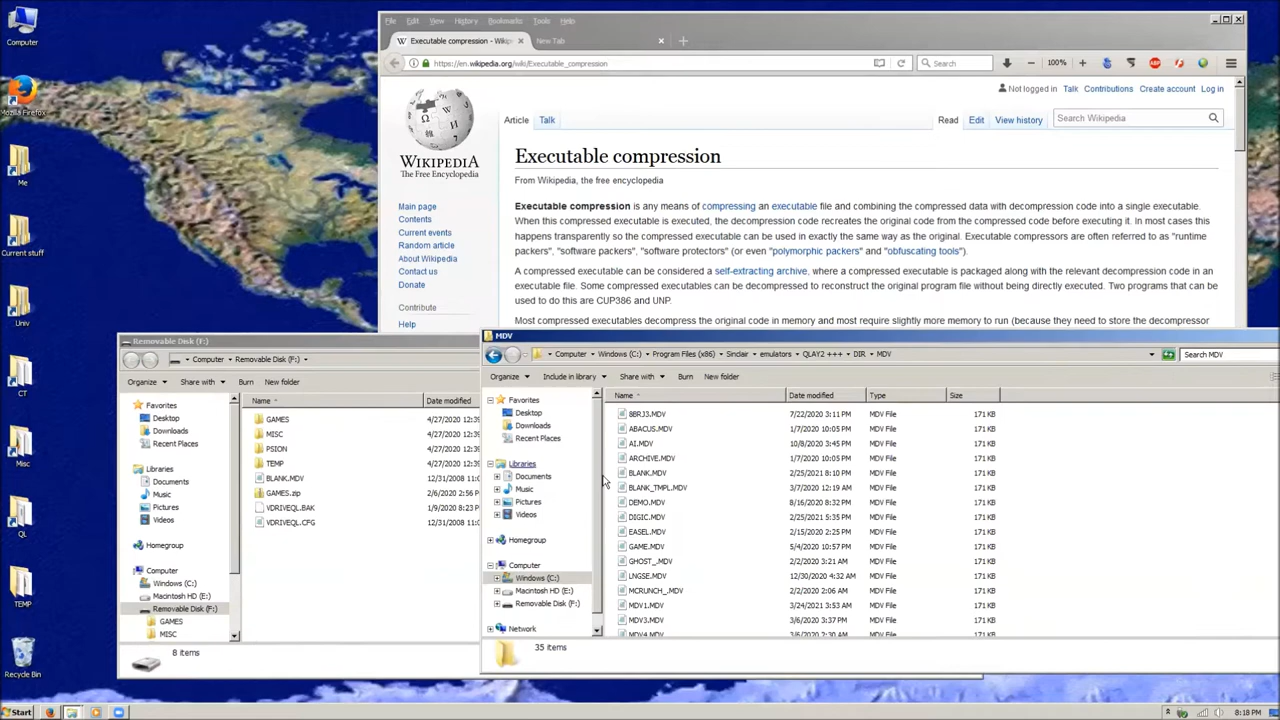 Computer
Mozilla Firefox
Me
Current stuff
Univ
CT
Misc
QL
TEMP
Recycle Bin
File Edit View History Bookmarks Tools Help
Executable compression - Wiki
New Tab
https://en.wikipedia.org/wiki/Executable_compression
Search
100%
ABP
Not logged in Talk Contributions Create account Log in
Article Talk
Read Edit View history
Search Wikipedia
WIKIPEDIA
The Free Encyclopedia
Main page
Contents
Current events
Random article
About Wikipedia
Contact us
Donate
Contribute
Help
Executable compression
From Wikipedia, the free encyclopedia
Executable compression is any means of compressing an executable file and combining the compressed data with decompression code into a single executable.
When this compressed executable is executed, the decompression code recreates the original code from the compressed code before executing it. In most cases this
happens transparently so the compressed executable can be used in exactly the same way as the original. Executable compressors are often referred to as "runtime
packers", "software packers", "software protectors" (or even "polymorphic packers" and "obfuscating tools").
A compressed executable can be considered a self-extracting archive, where a compressed executable is packaged along with the relevant decompression code in an
executable file. Some compressed executables can be decompressed to reconstruct the original program file without being directly executed. Two programs that can be
used to do this are CUP386 and UNP.
Most compressed executables decompress the original code in memory and most require slightly more memory to run (because they need to store the decompressor
Removable Disk (F:)
Computer Removable Disk (F:)
Organize Share with Burn New folder
Favorites
Desktop
Downloads
Recent Places
Libraries
Documents
Music
Pictures
Videos
Homegroup
Computer
Windows (C:)
Macintosh HD (E:)
Removable Disk (F:)
GAMES
MISC
Name Date modified
GAMES 4/27/2020 12:39
MISC 4/27/2020 12:39
PSION 4/27/2020 12:39
TEMP 4/27/2020 12:39
BLANK.MDV 12/31/2008 11:0
GAMES.zip 2/6/2020 2:56 P
VDRIVEQL.BAK 1/9/2020 8:23 P
VDRIVEQL.CFG 12/31/2008 11:0
8 items
MDV
Computer Windows (C:) Program Files (x86) Sinclair emulators QLAY2 +++ DIR MDV
Search MDV
Organize Include in library Share with Burn New folder
Favorites
Desktop
Downloads
Recent Places
Libraries
Documents
Music
Pictures
Videos
Homegroup
Computer
Windows (C:)
Macintosh HD (E:)
Removable Disk (F:)
Network
Name Date modified Type Size
8BRJ3.MDV 7/22/2020 3:11 PM MDV File 171 KB
ABACUS.MDV 1/7/2020 10:05 PM MDV File 171 KB
AI.MDV 10/8/2020 3:45 PM MDV File 171 KB
ARCHIVE.MDV 1/7/2020 10:05 PM MDV File 171 KB
BLANK.MDV 2/25/2021 8:10 PM MDV File 171 KB
BLANK_TMPL.MDV 3/7/2020 12:19 AM MDV File 171 KB
DEMO.MDV 8/16/2020 8:32 PM MDV File 171 KB
DIGIC.MDV 2/25/2021 5:35 PM MDV File 171 KB
EASEL.MDV 2/15/2020 2:25 PM MDV File 171 KB
GAME.MDV 5/4/2020 10:57 PM MDV File 171 KB
GHOST_.MDV 2/2/2020 3:21 AM MDV File 171 KB
LNGSE.MDV 12/30/2020 4:32 AM MDV File 171 KB
MCRUNCH_.MDV 2/2/2020 2:06 AM MDV File 171 KB
MDV1.MDV 3/24/2021 3:53 AM MDV File 171 KB
MDV3.MDV 3/6/2020 3:37 PM MDV File 171 KB
MDV4.MDV 3/6/2020 2:30 AM MDV File 171 KB
35 items
Start
8:18 PM